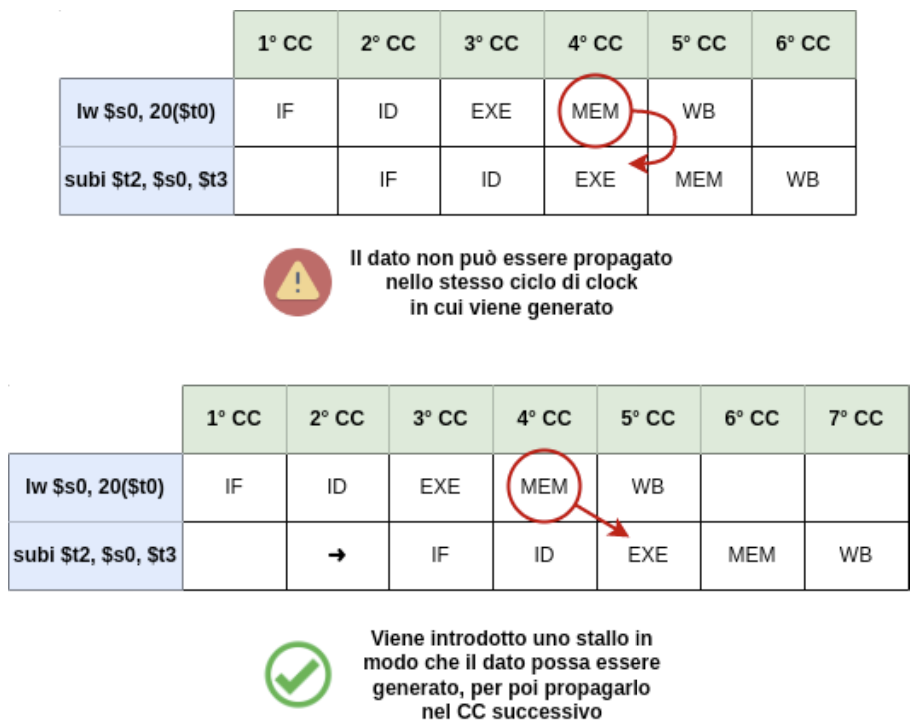 1° CC 2° CC 3° CC 4° CC 5° CC 6° CC
lw $s0, 20($t0) IF ID EXE MEM WB
subi $t2, $s0, $t3 IF ID EXE MEM WB
!
Il dato non può essere propagato
nello stesso ciclo di clock
in cui viene generato
1° CC 2° CC 3° CC 4° CC 5° CC 6° CC 7° CC
lw $s0, 20($t0) IF ID EXE MEM WB
subi $t2, $s0, $t3 ➜ IF ID EXE MEM WB
Viene introdotto uno stallo in
modo che il dato possa essere
generato, per poi propagarlo
nel CC successivo